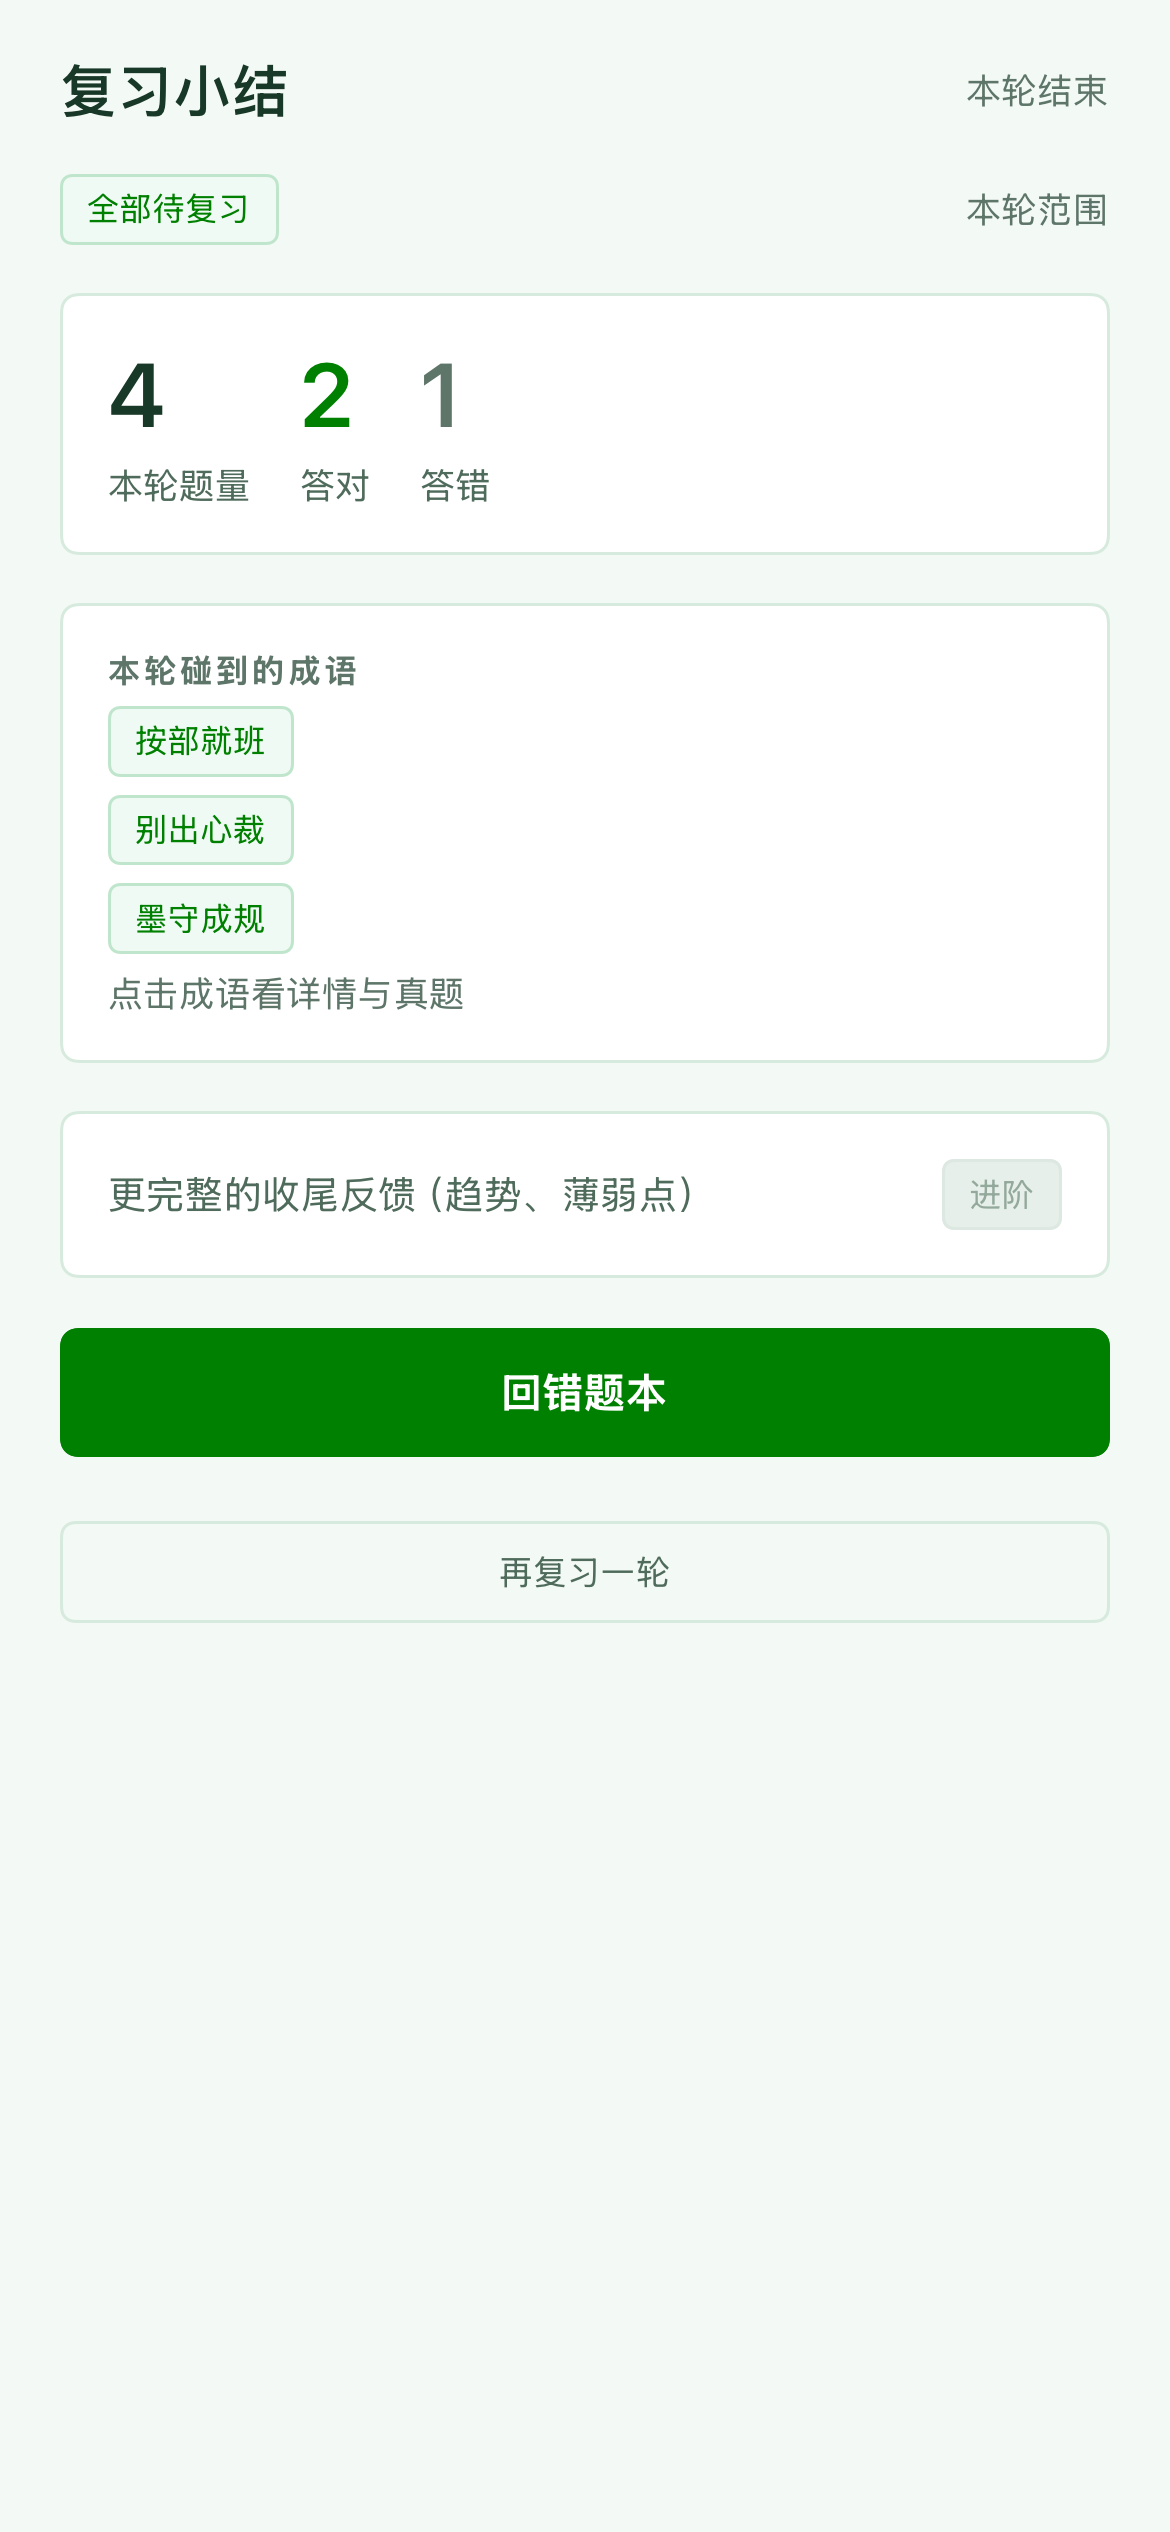 复习小结
本轮结束
全部待复习
本轮范围
4 2 1
本轮题量 答对 答错
本轮碰到的成语
按部就班
别出心裁
墨守成规
点击成语看详情与真题
更完整的收尾反馈（趋势、薄弱点）
进阶
回错题本
再复习一轮